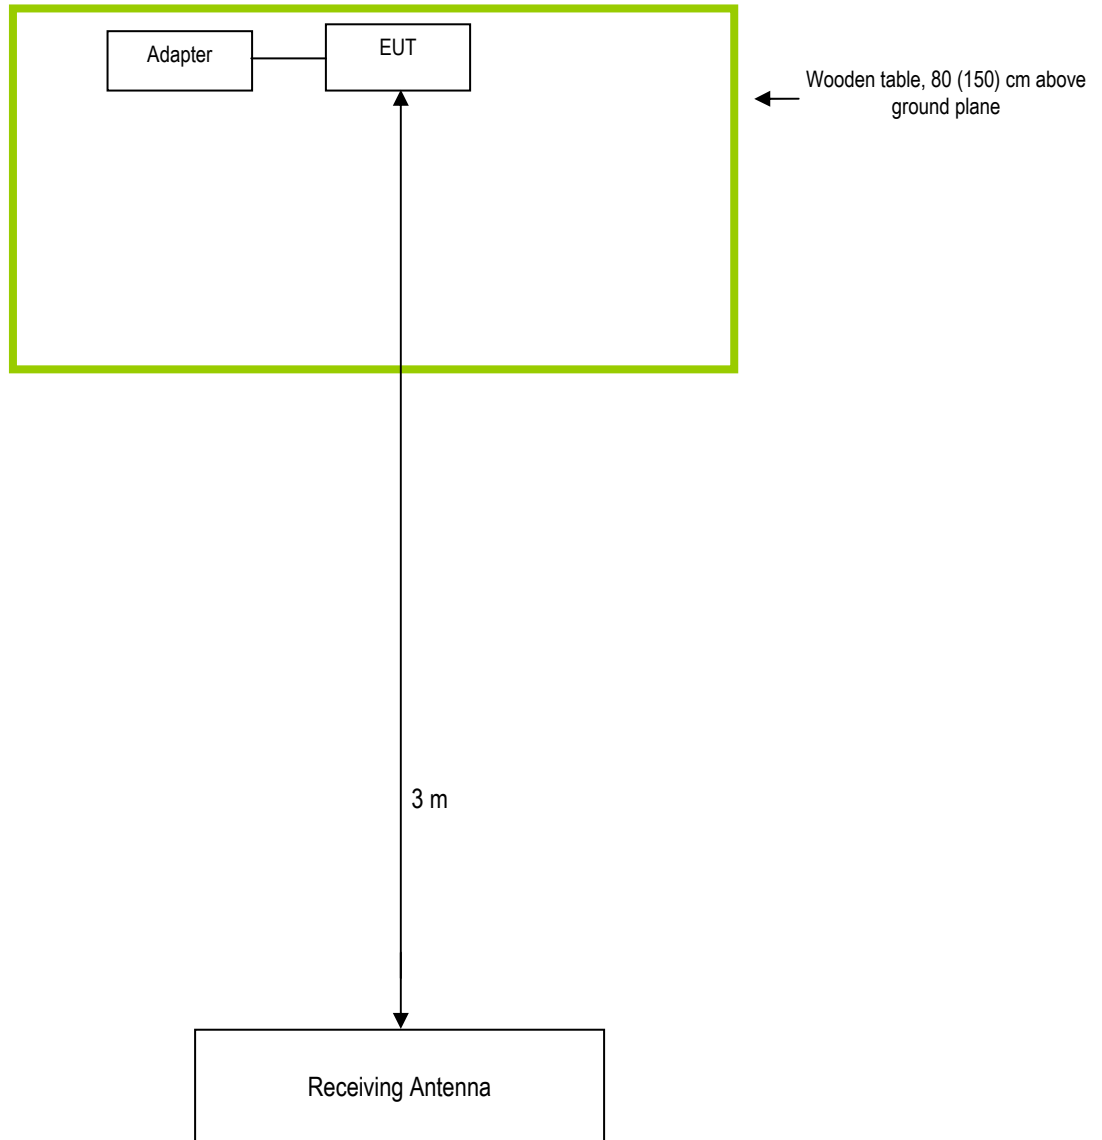 Adapter
EUT
Wooden table, 80 (150) cm above
ground plane
3 m
Receiving Antenna